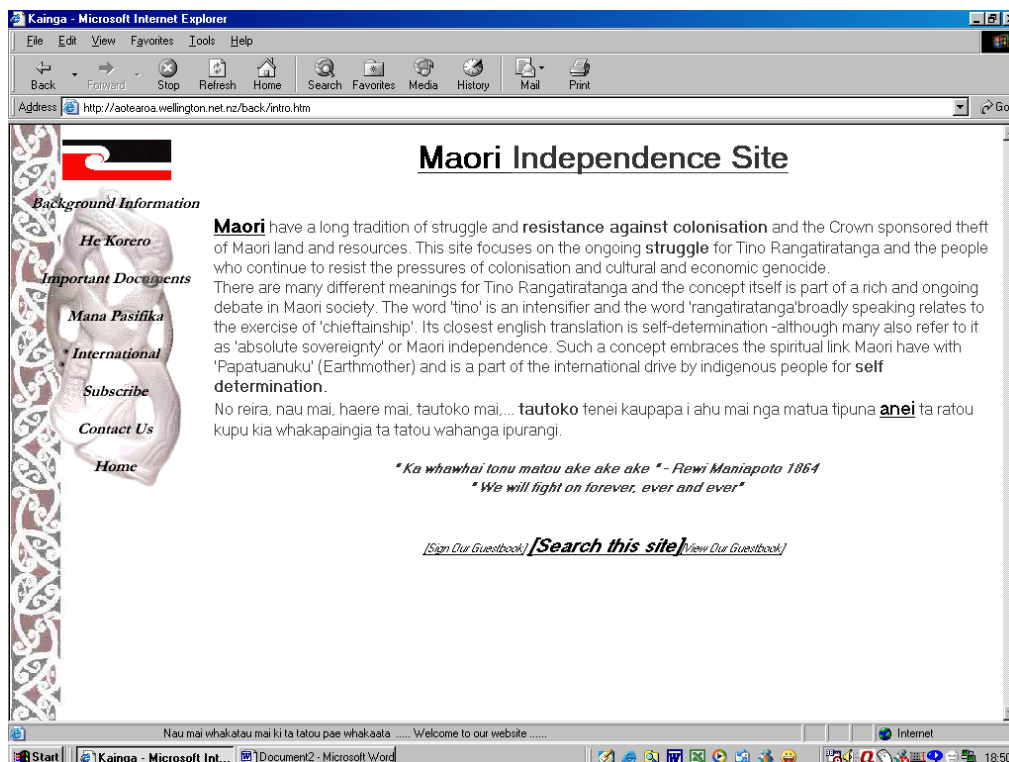 Kainga - Microsoft Internet Explorer
File Edit View Favorites Tools Help
Back Forward Stop Refresh Home Search Favorites Media History Mail Print
Address http://aotearoa.wellington.net.nz/back/intro.htm Go
Maori Independence Site
Background Information
He Korero
Important Documents
Mana Pasifika
* International
Subscribe
Contact Us
Home
Maori have a long tradition of struggle and resistance against colonisation and the Crown sponsored theft
of Maori land and resources. This site focuses on the ongoing struggle for Tino Rangatiratanga and the people
who continue to resist the pressures of colonisation and cultural and economic genocide.
There are many different meanings for Tino Rangatiratanga and the concept itself is part of a rich and ongoing
debate in Maori society. The word 'tino' is an intensifier and the word 'rangatiratanga'broadly speaking relates to
the exercise of 'chieftainship'. Its closest english translation is self-determination -although many also refer to it
as 'absolute sovereignty' or Maori independence. Such a concept embraces the spiritual link Maori have with
'Papatuanuku' (Earthmother) and is a part of the international drive by indigenous people for self
determination.
No reira, nau mai, haere mai, tautoko mai,... tautoko tenei kaupapa i ahu mai nga matua tipuna anei ta ratou
kupu kia whakapaingia ta tatou wahanga ipurangi.
" Ka whawhai tonu matou ake ake ake " - Rewi Maniapoto 1864
" We will fight on forever, ever and ever"
[Sign Our Guestbook] [Search this site] [View Our Guestbook]
Nau mai whakatau mai ki ta tatou pae whakaata ..... Welcome to our website ...... Internet
Start Kainga - Microsoft Int... Document2 - Microsoft Word 18:50